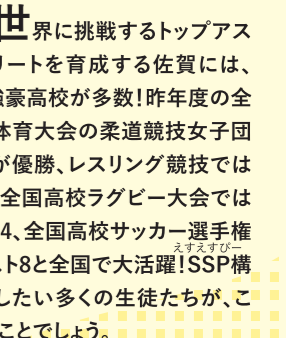 世界に挑戦するトップアス
リートを育成する佐賀には、
強豪高校が多数!昨年度の全
体育大会の柔道競技女子団
が優勝、レスリング競技では
全国高校ラグビー大会では
4、全国高校サッカー選手権
スト8と全国で大活躍!SSP構
えすえすぴー
したい多くの生徒たちが、こ
ことでしょう。